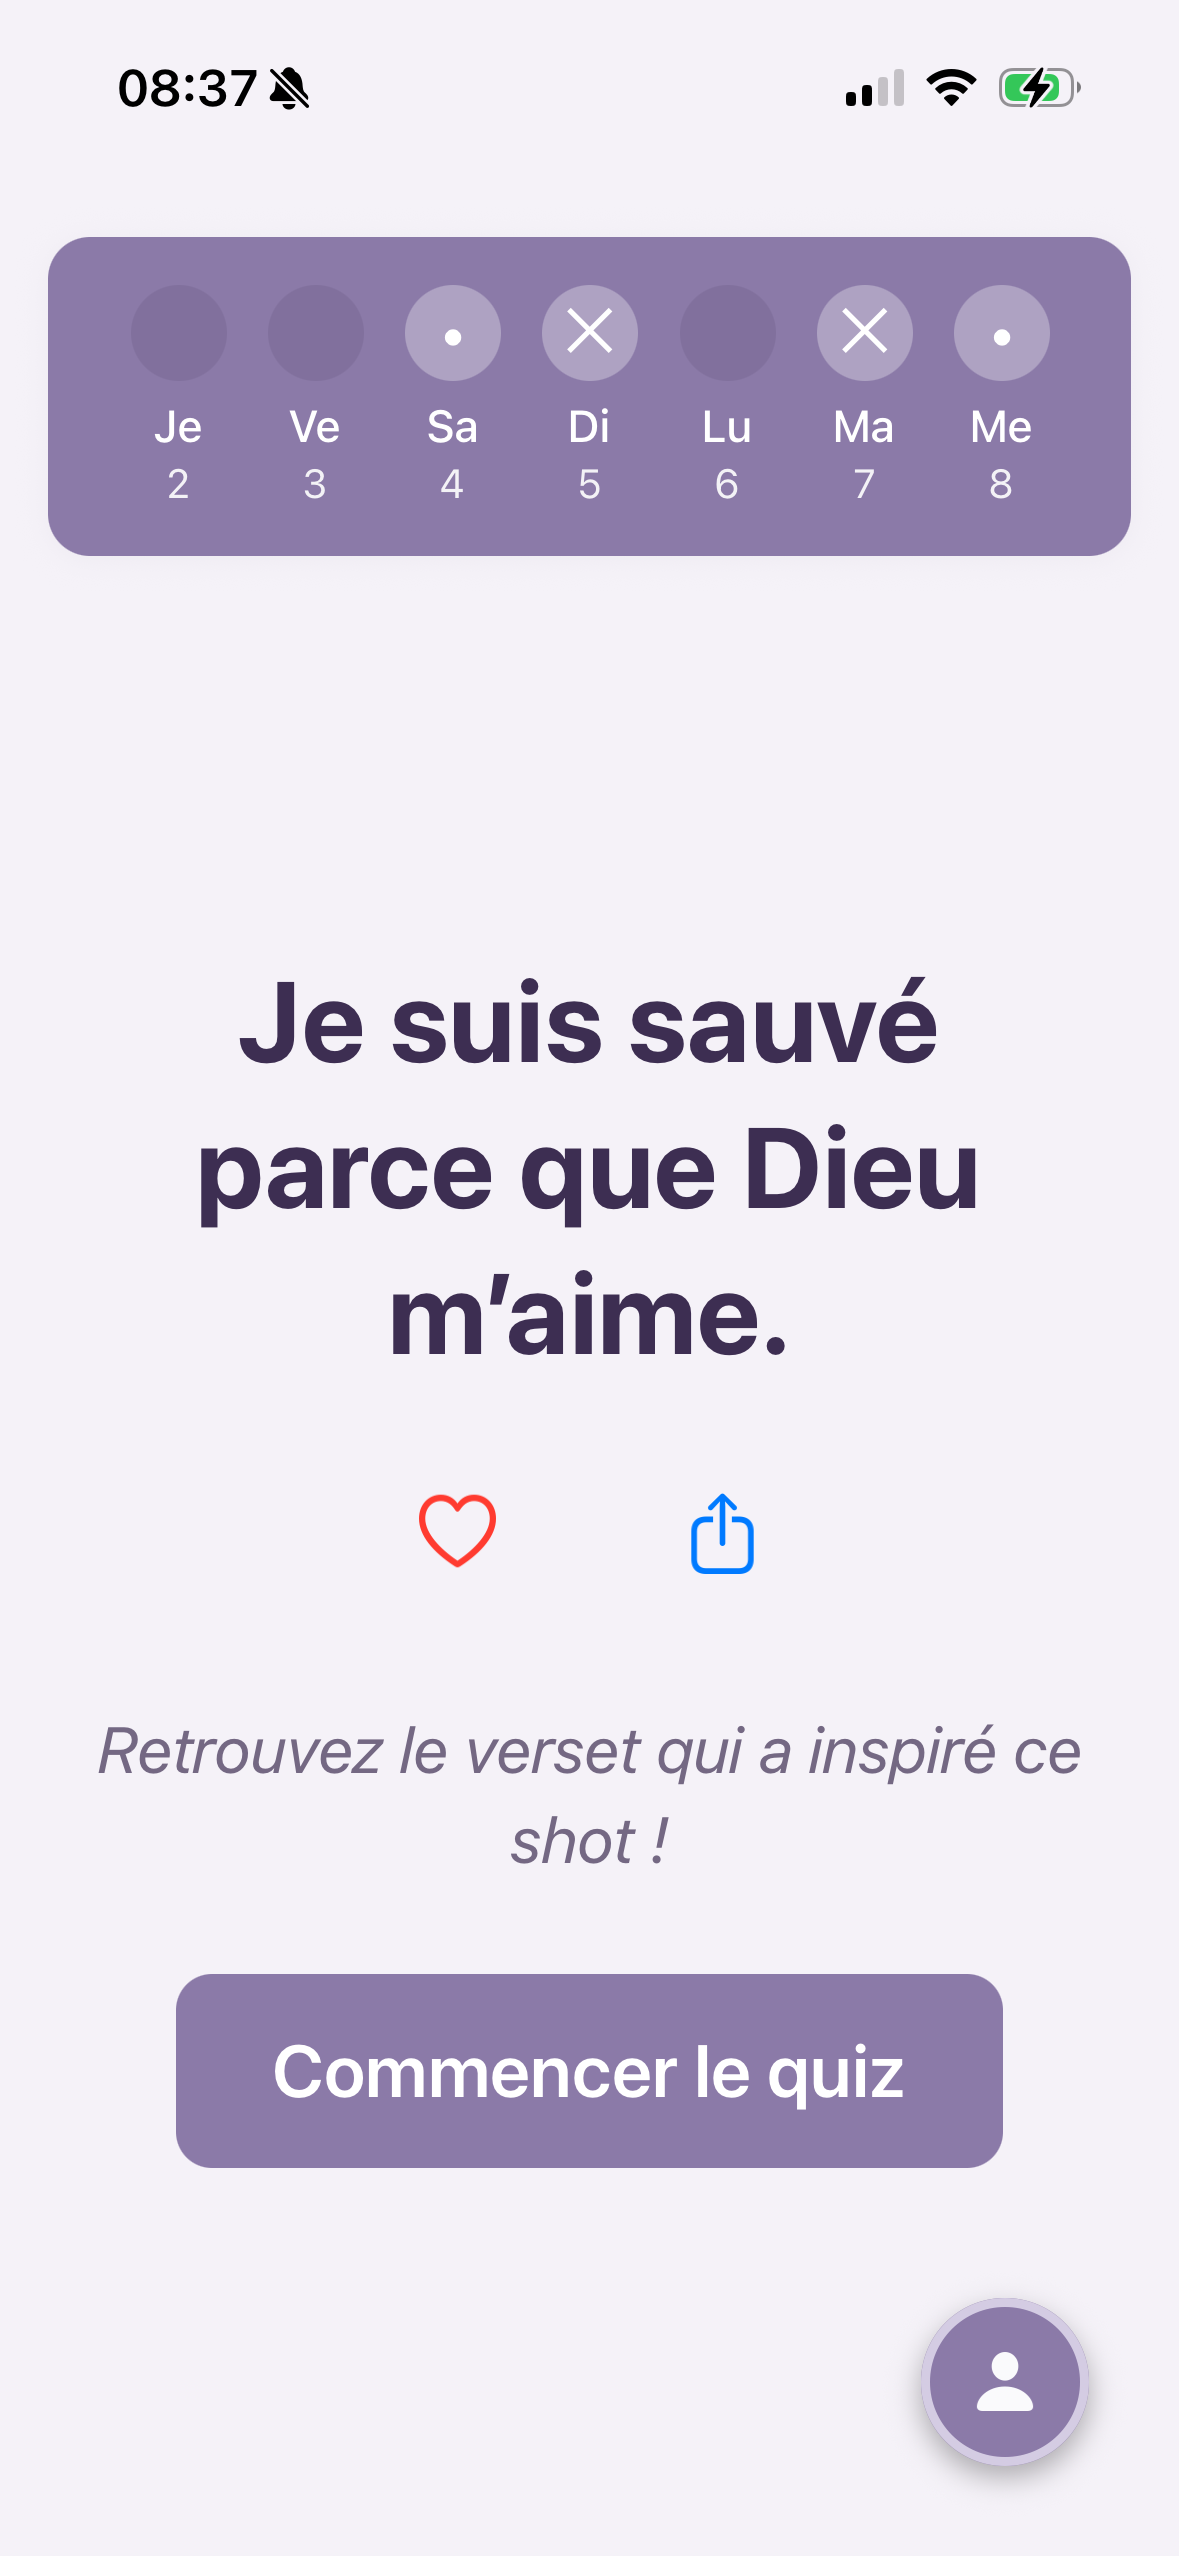 08:37
Je Ve Sa Di Lu Ma Me
2 3 4 5 6 7 8
Je suis sauvé
parce que Dieu
m’aime.
Retrouvez le verset qui a inspiré ce
shot !
Commencer le quiz